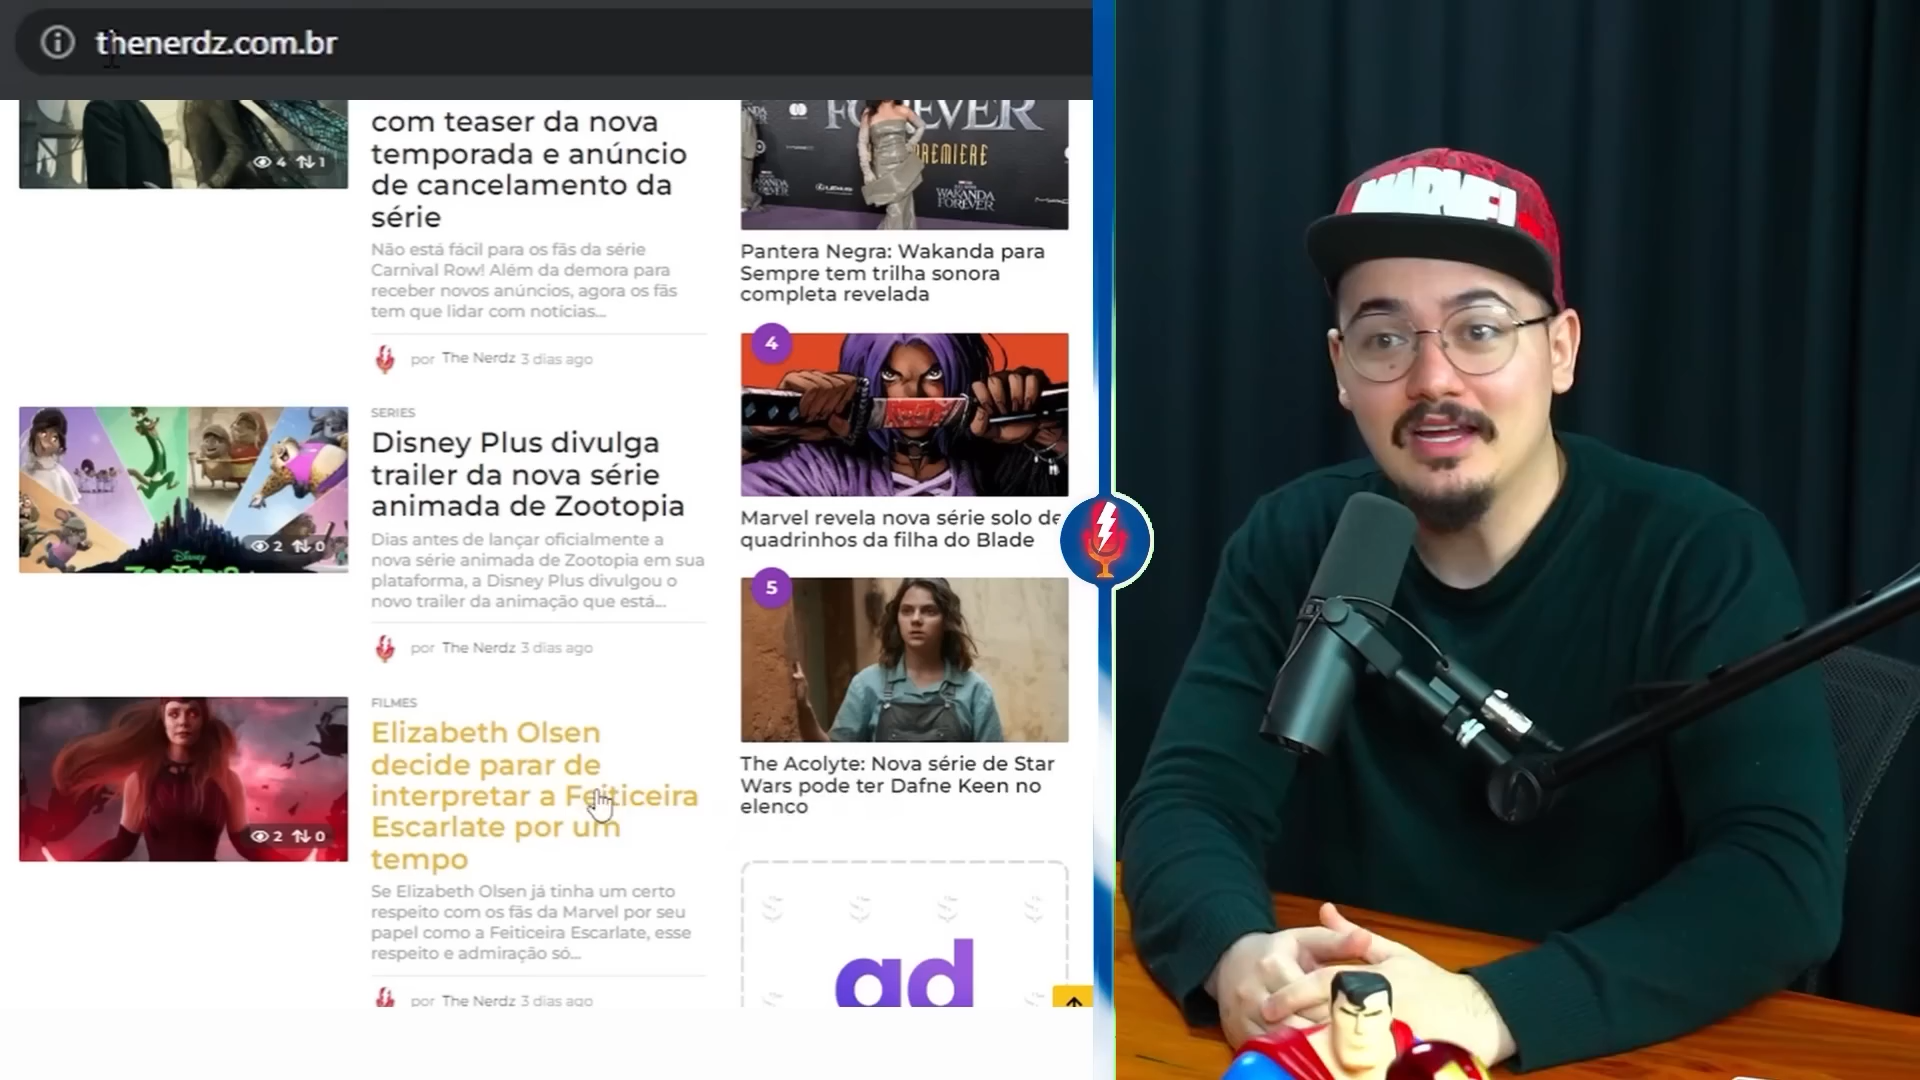 thenerdz.com.br
com teaser da nova
temporada e anúncio
de cancelamento da
série
4 1
Não está fácil para os fãs da série
Carnival Row! Além da demora para
receber novos anúncios, agora os fãs
tem que lidar com notícias...
por The Nerdz 3 dias ago
SERIES
Disney Plus divulga
trailer da nova série
animada de Zootopia
2 0
Disney
Dias antes de lançar oficialmente a
nova série animada de Zootopia em sua
plataforma, a Disney Plus divulgou o
novo trailer da animação que está...
por The Nerdz 3 dias ago
FILMES
Elizabeth Olsen
decide parar de
interpretar a Feiticeira
Escarlate por um
tempo
2 0
Se Elizabeth Olsen já tinha um certo
respeito com os fãs da Marvel por seu
papel como a Feiticeira Escarlate, esse
respeito e admiração só...
por The Nerdz 3 dias ago
FOREVER
PREMIERE
WAKANDA
FOREVER
Pantera Negra: Wakanda para
Sempre tem trilha sonora
completa revelada
4
Marvel revela nova série solo de
quadrinhos da filha do Blade
5
The Acolyte: Nova série de Star
Wars pode ter Dafne Keen no
elenco
ad
MARVEL